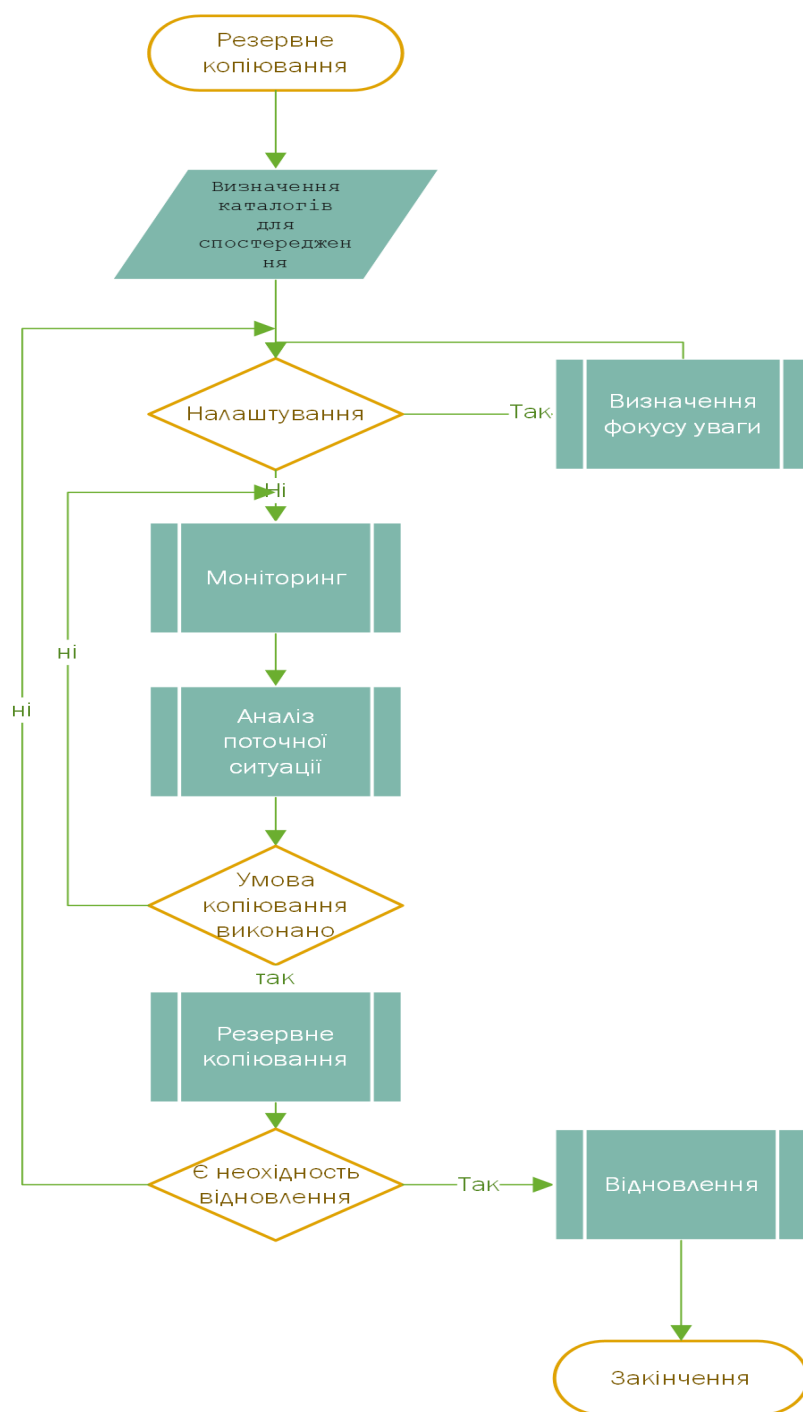 Резервне
копіювання
Визначення
каталогів
для
спостереджен
ня
Налаштування
Так
Визначення
фокусу уваги
Ні
Моніторинг
ні
ні
Аналіз
поточної
ситуації
Умова
копіювання
виконано
так
Резервне
копіювання
Є неохідность
відновлення
Так
Відновлення
Закінчення